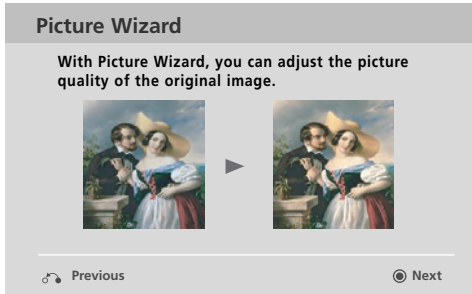 Picture Wizard
With Picture Wizard, you can adjust the picture
quality of the original image.
Previous
Next